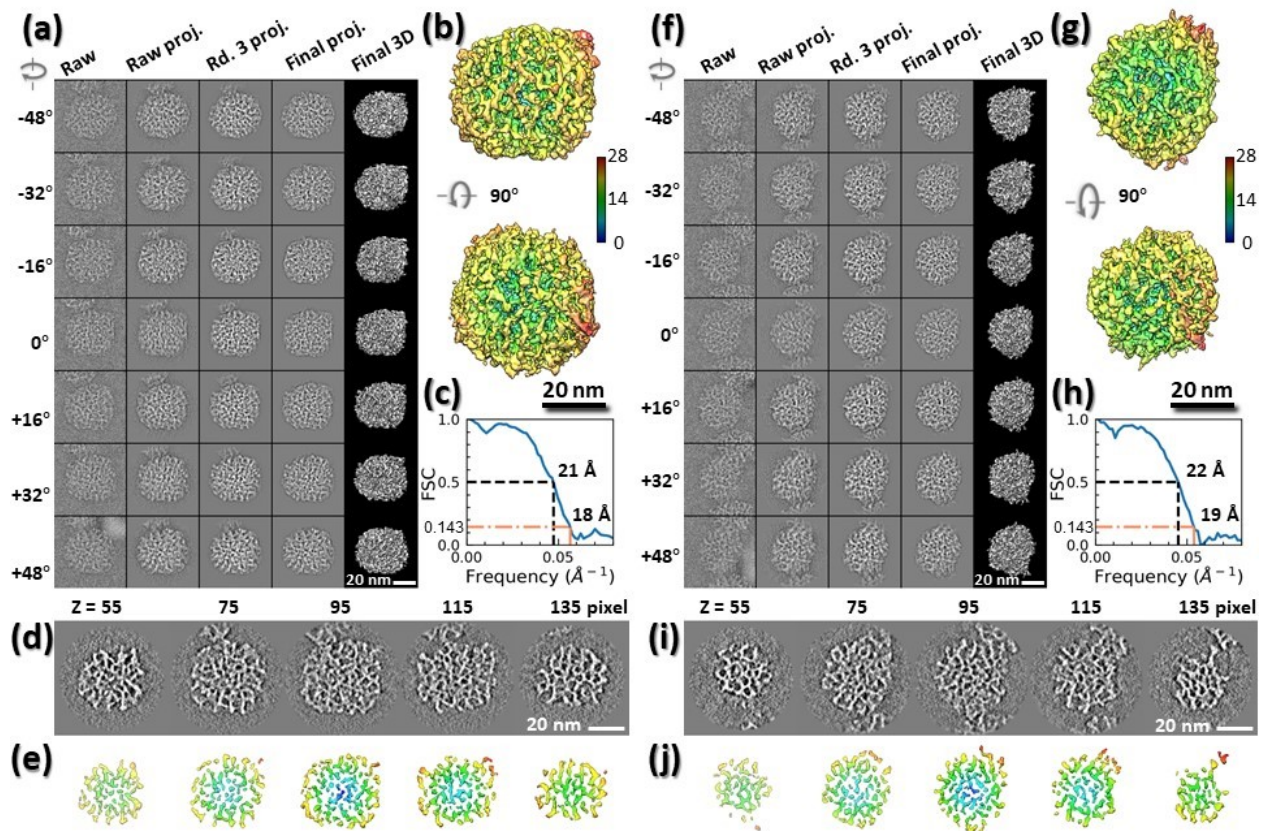 (a)
Raw
Raw proj.
Rd. 3 proj.
Final proj.
Final 3D
-48°
-32°
-16°
0°
+16°
+32°
+48°
20 nm
(b)
28
14
0
90°
20 nm
(c)
1.0
0.5
0.143
0.0
FSC
21 Å
18 Å
0.00
0.05
Frequency (Å⁻¹)
(f)
Raw
Raw proj.
Rd. 3 proj.
Final proj.
Final 3D
-48°
-32°
-16°
0°
+16°
+32°
+48°
20 nm
(g)
28
14
0
90°
20 nm
(h)
1.0
0.5
0.143
0.0
FSC
22 Å
19 Å
0.00
0.05
Frequency (Å⁻¹)
Z = 55 75 95 115 135 pixel
(d)
20 nm
(e)
Z = 55 75 95 115 135 pixel
(i)
20 nm
(j)